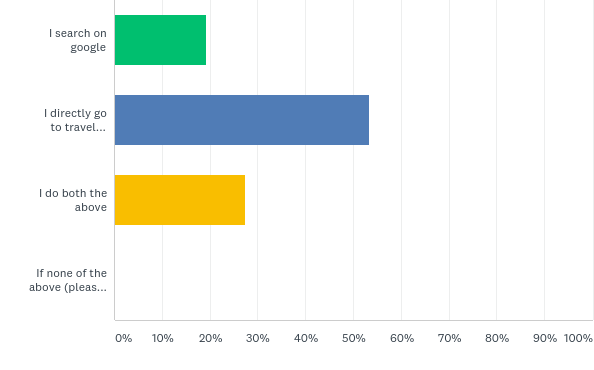 I search on
google
I directly go
to travel...
I do both the
above
If none of the
above (pleas...
0% 10% 20% 30% 40% 50% 60% 70% 80% 90% 100%